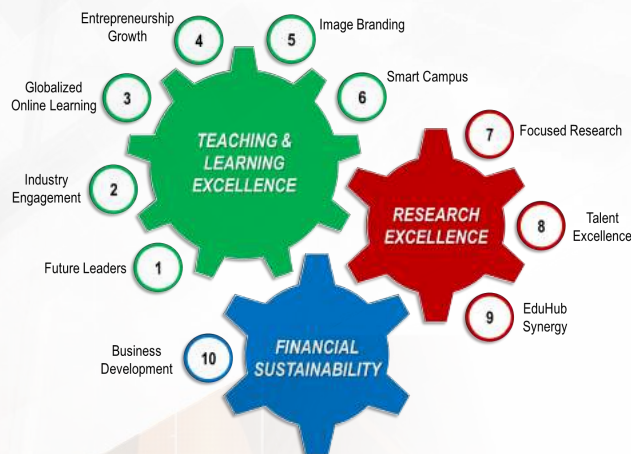 Entrepreneurship
Growth
4
5
Image Branding
Globalized
Online Learning
3
6
Smart Campus
TEACHING &
LEARNING
EXCELLENCE
Industry
Engagement
2
Future Leaders
1
7
Focused Research
RESEARCH
EXCELLENCE
8
Talent
Excellence
9
EduHub
Synergy
Business
Development
10
FINANCIAL
SUSTAINABILITY